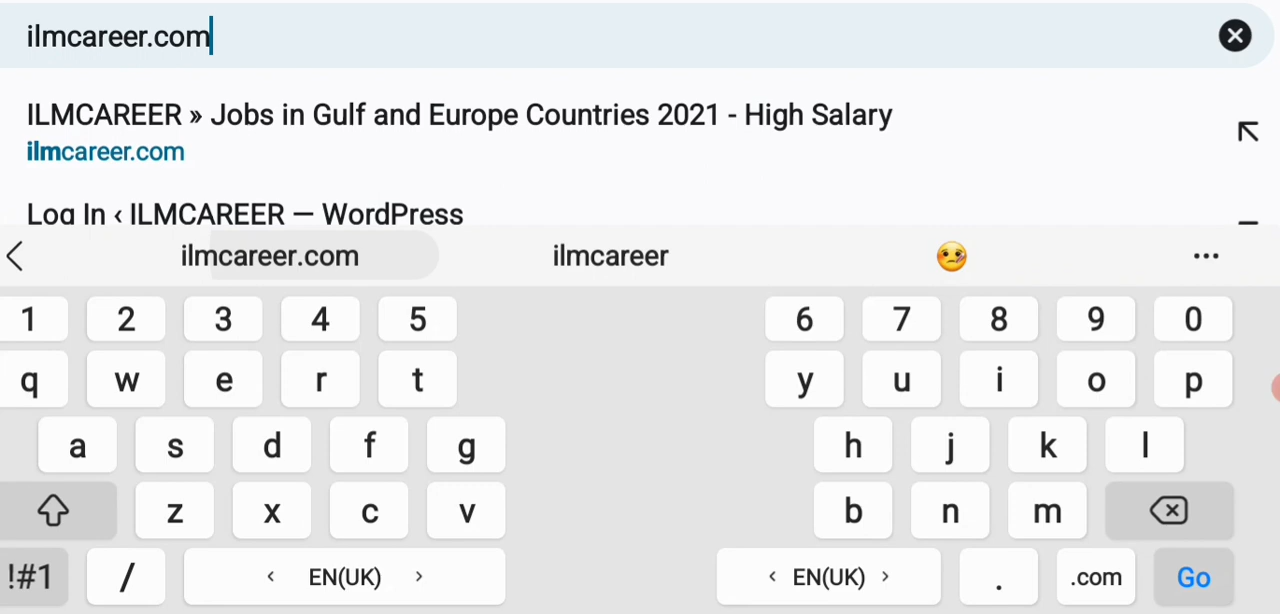 ilmcareer.com
ILMCAREER » Jobs in Gulf and Europe Countries 2021 - High Salary
ilmcareer.com
Log In ‹ ILMCAREER — WordPress
ilmcareer.com ilmcareer
1 2 3 4 5 6 7 8 9 0
q w e r t y u i o p
a s d f g h j k l
z x c v b n m
!#1 / ‹ EN(UK) › ‹ EN(UK) › . .com Go